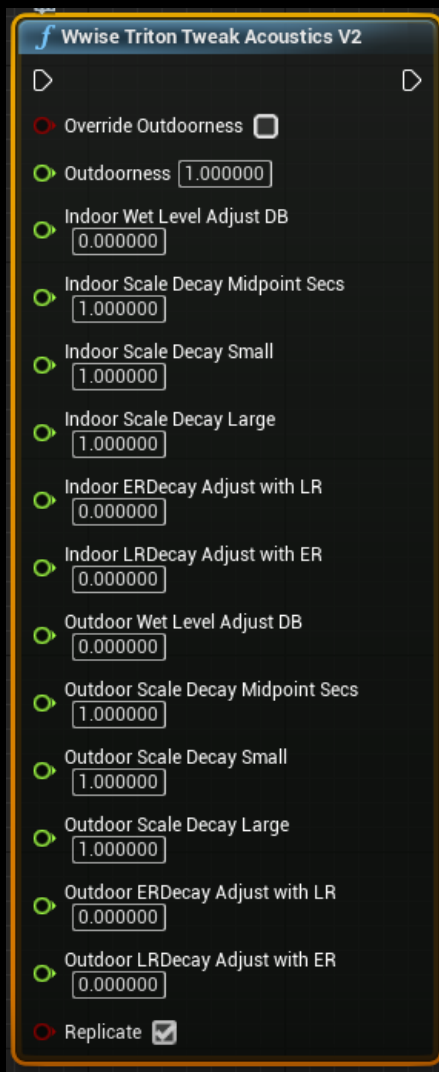 f Wwise Triton Tweak Acoustics V2
Override Outdoorness
Outdoorness 1.000000
Indoor Wet Level Adjust DB
0.000000
Indoor Scale Decay Midpoint Secs
1.000000
Indoor Scale Decay Small
1.000000
Indoor Scale Decay Large
1.000000
Indoor ERDecay Adjust with LR
0.000000
Indoor LRDecay Adjust with ER
0.000000
Outdoor Wet Level Adjust DB
0.000000
Outdoor Scale Decay Midpoint Secs
1.000000
Outdoor Scale Decay Small
1.000000
Outdoor Scale Decay Large
1.000000
Outdoor ERDecay Adjust with LR
0.000000
Outdoor LRDecay Adjust with ER
0.000000
Replicate